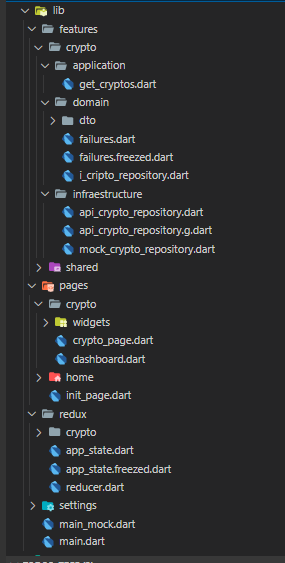 lib
features
crypto
application
get_cryptos.dart
domain
dto
failures.dart
failures.freezed.dart
i_cripto_repository.dart
infraestructure
api_crypto_repository.dart
api_crypto_repository.g.dart
mock_crypto_repository.dart
shared
pages
crypto
widgets
crypto_page.dart
dashboard.dart
home
init_page.dart
redux
crypto
app_state.dart
app_state.freezed.dart
reducer.dart
settings
main_mock.dart
main.dart